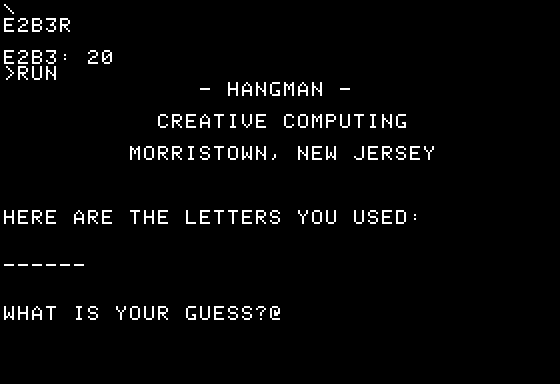 \
E2B3R
E2B3: 20
>RUN
- HANGMAN -
CREATIVE COMPUTING
MORRISTOWN, NEW JERSEY
HERE ARE THE LETTERS YOU USED:
------
WHAT IS YOUR GUESS?@